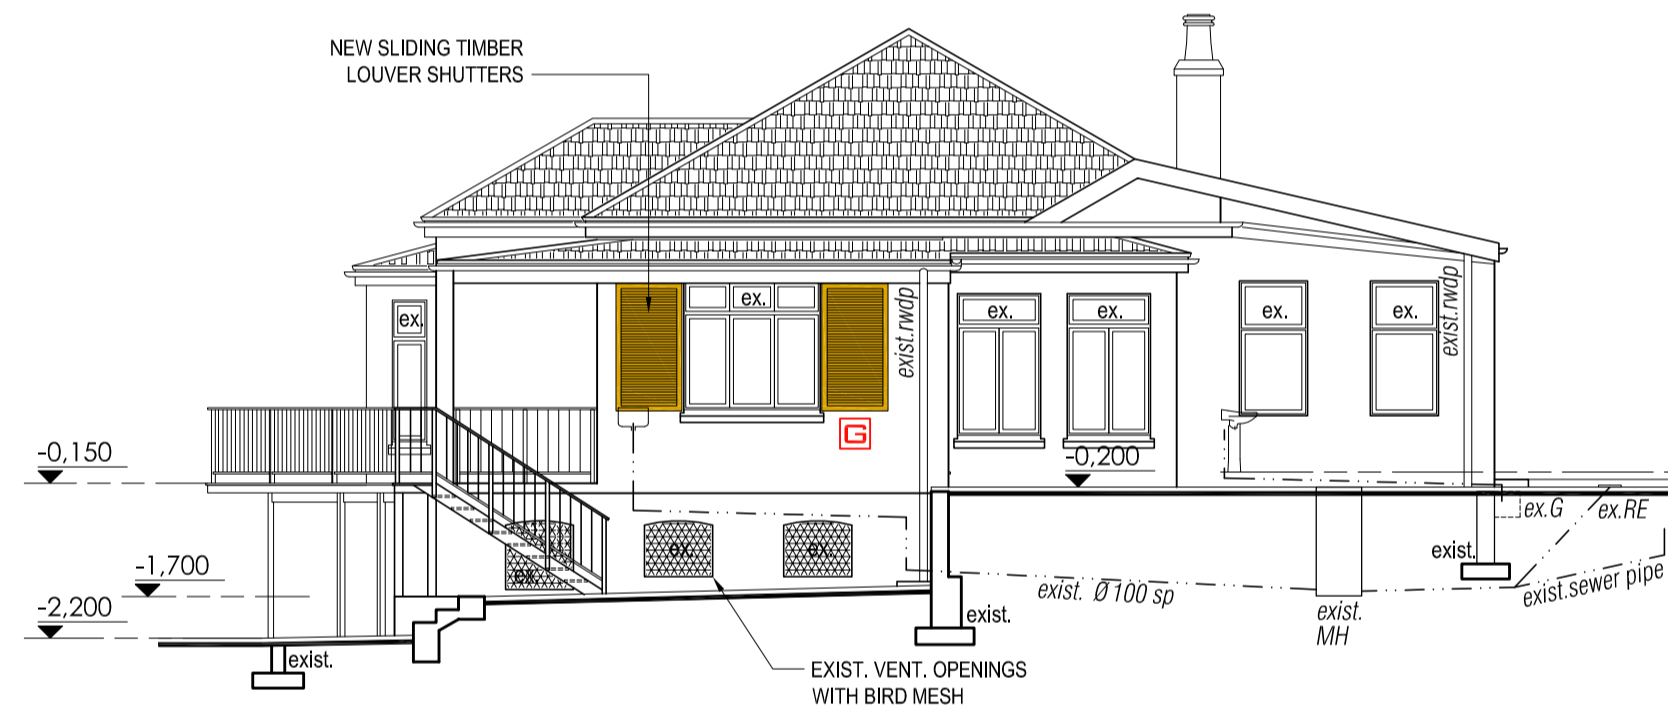 NEW SLIDING TIMBER
LOUVER SHUTTERS
ex.
ex.
exist.rwdp
ex.
ex.
ex.
ex.
exist.rwdp
G
-0,150
-0,200
ex.G
ex.RE
ex.
ex.
ex.
exist.
-1,700
exist. Ø 100 sp
exist.sewer pipe
-2,200
exist.
exist.
MH
exist.
EXIST. VENT. OPENINGS
WITH BIRD MESH